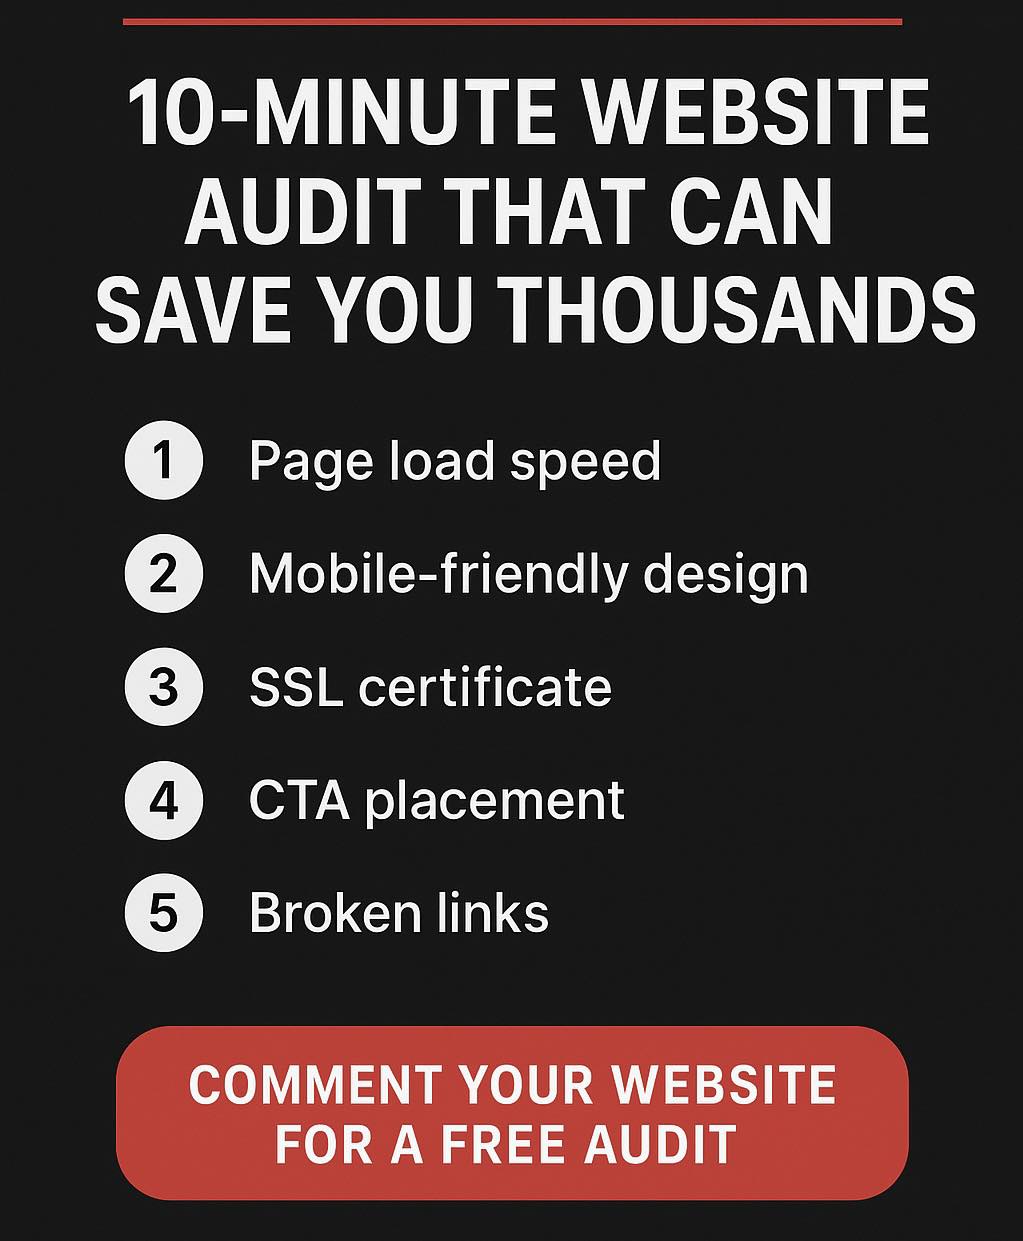 10-MINUTE WEBSITE
AUDIT THAT CAN
SAVE YOU THOUSANDS
1 Page load speed
2 Mobile-friendly design
3 SSL certificate
4 CTA placement
5 Broken links
COMMENT YOUR WEBSITE
FOR A FREE AUDIT